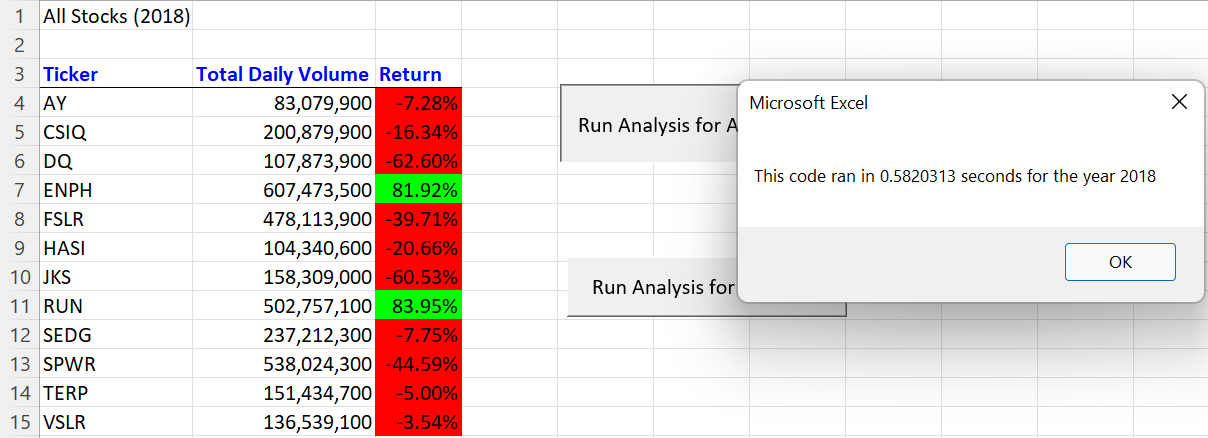 1 All Stocks (2018)
2
3 Ticker Total Daily Volume Return
4 AY 83,079,900 -7.28%
5 CSIQ 200,879,900 -16.34%
6 DQ 107,873,900 -62.60%
7 ENPH 607,473,500 81.92%
8 FSLR 478,113,900 -39.71%
9 HASI 104,340,600 -20.66%
10 JKS 158,309,000 -60.53%
11 RUN 502,757,100 83.95%
12 SEDG 237,212,300 -7.75%
13 SPWR 538,024,300 -44.59%
14 TERP 151,434,700 -5.00%
15 VSLR 136,539,100 -3.54%
Run Analysis for A
Run Analysis for
Microsoft Excel
This code ran in 0.5820313 seconds for the year 2018
OK